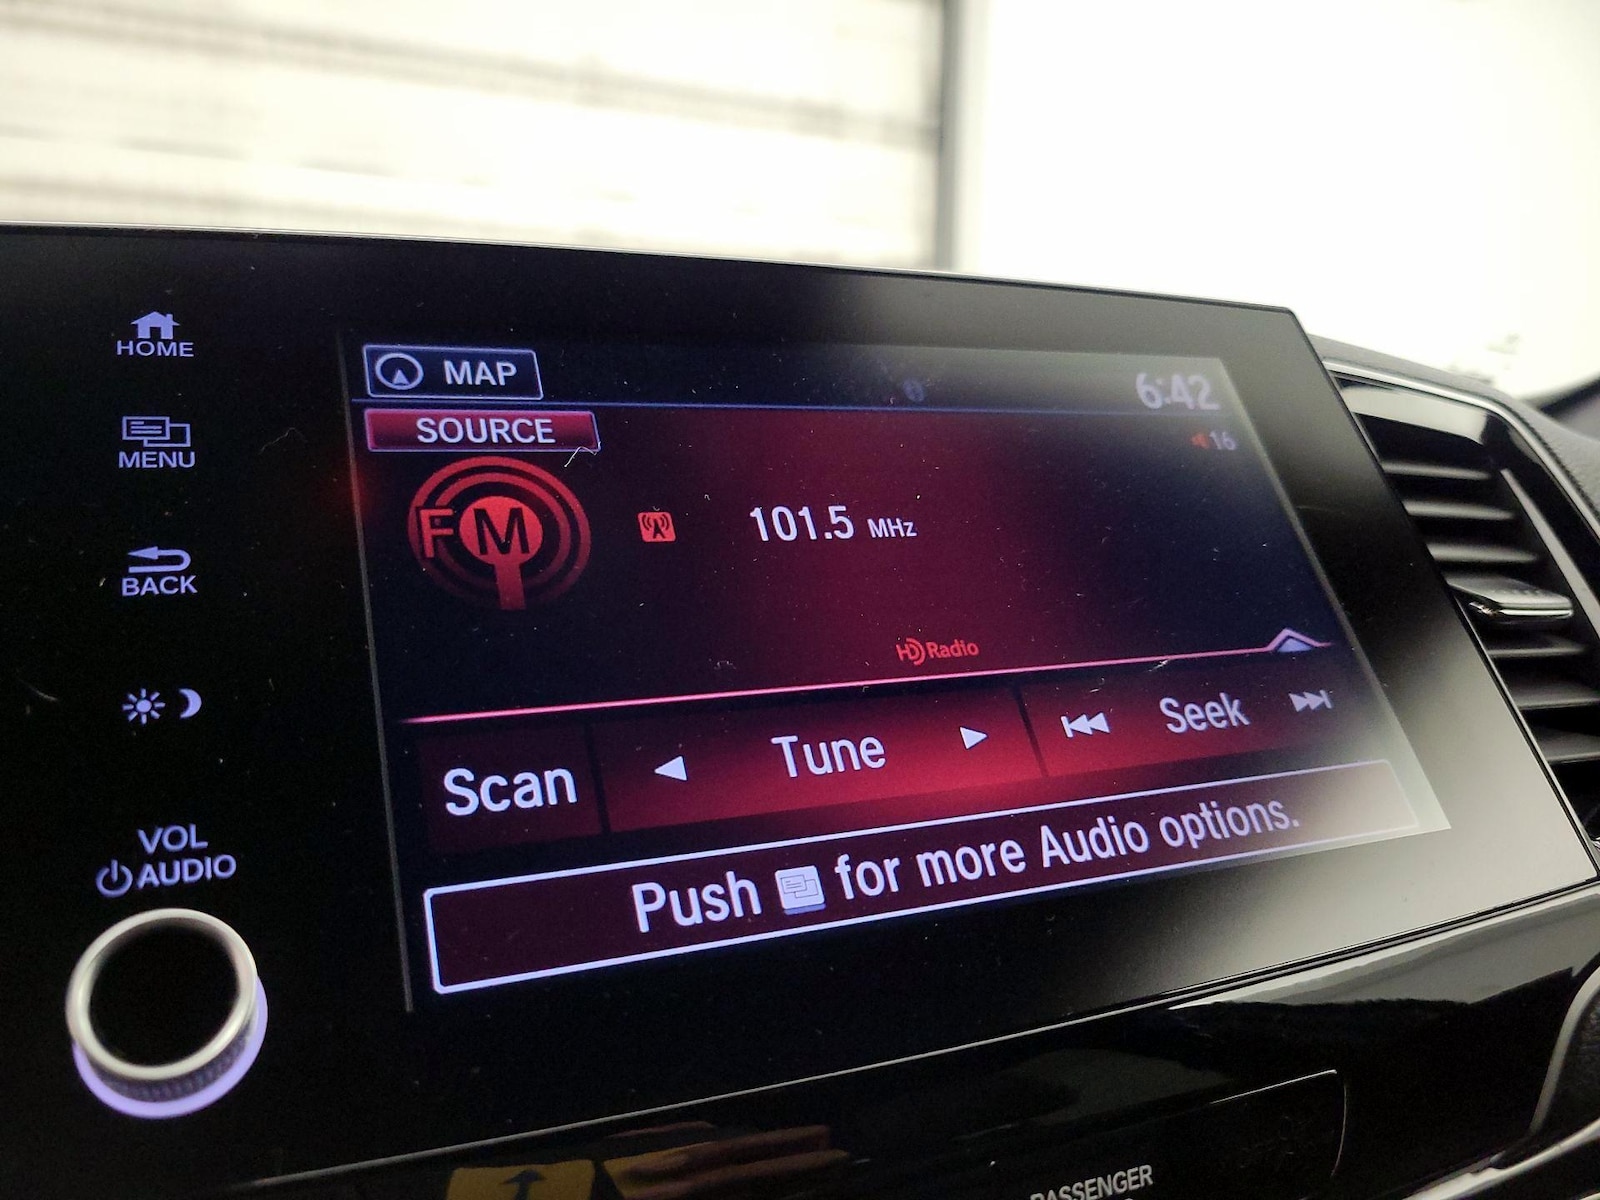 HOME
MENU
BACK
VOL
AUDIO
MAP
6:42
SOURCE
16
FM
101.5 MHz
HD Radio
Scan
Tune
Seek
Push for more Audio options.
PASSENGER